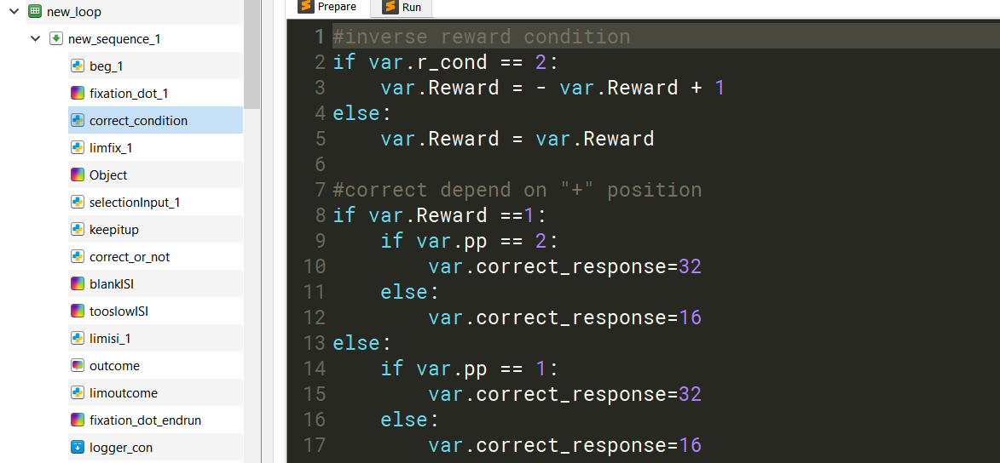 new_loop
new_sequence_1
beg_1
fixation_dot_1
correct_condition
limfix_1
Object
selectionInput_1
keepitup
correct_or_not
blankISI
tooslowISI
limisi_1
outcome
limoutcome
fixation_dot_endrun
logger_con
Prepare
Run
1 #inverse reward condition
2 if var.r_cond == 2:
3     var.Reward = - var.Reward + 1
4 else:
5     var.Reward = var.Reward
6
7 #correct depend on "+" position
8 if var.Reward ==1:
9     if var.pp == 2:
10         var.correct_response=32
11     else:
12         var.correct_response=16
13 else:
14     if var.pp == 1:
15         var.correct_response=32
16     else:
17         var.correct_response=16